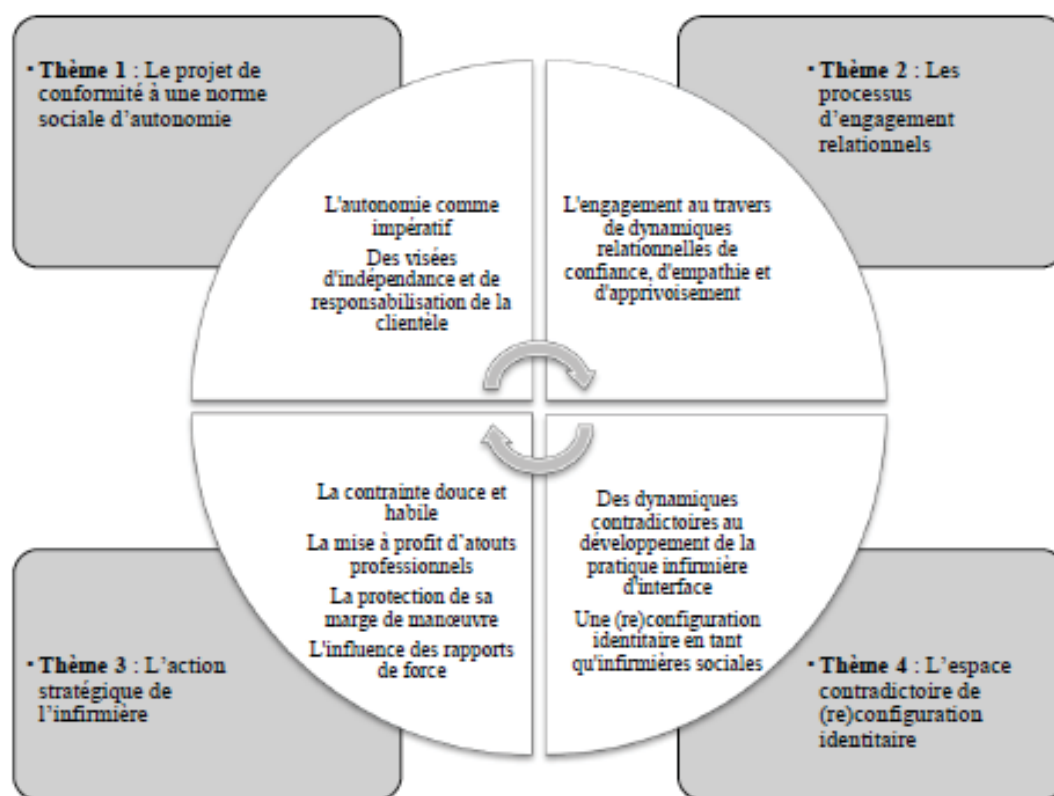 • Thème 1 : Le projet de
conformité à une norme
sociale d’autonomie
L'autonomie comme
impératif
Des visées
d'indépendance et de
responsabilisation de la
clientèle
• Thème 2 : Les
processus
d’engagement
relationnels
L'engagement au travers
de dynamiques
relationnelles de
confiance, d'empathie et
d'apprivoisement
La contrainte douce et
habile
La mise à profit d’atouts
professionnels
La protection de sa
marge de manœuvre
L'influence des rapports
de force
• Thème 3 : L’action
stratégique de
l’infirmière
Des dynamiques
contradictoires au
développement de la
pratique infirmière
d'interface
Une (re)configuration
identitaire en tant
qu'infirmières sociales
• Thème 4 : L’espace
contradictoire de
(re)configuration
identitaire